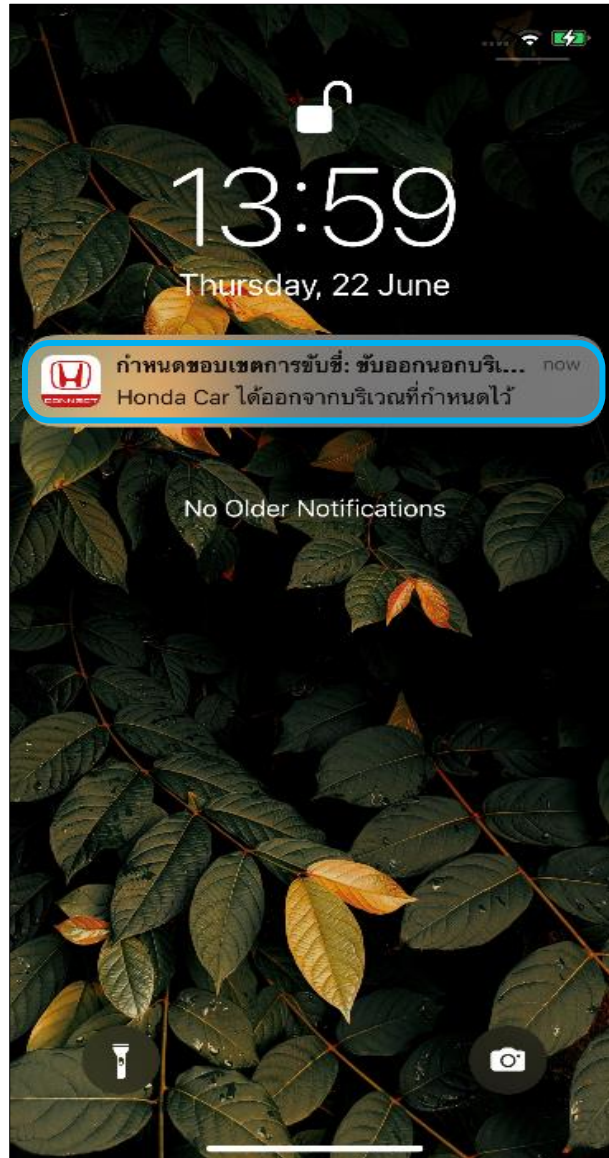 13:59
Thursday, 22 June
กำหนดขอบเขตการขับขี่: ขับออกนอกบริเ... now
Honda Car ได้ออกจากบริเวณที่กำหนดไว้
CONNECT
No Older Notifications